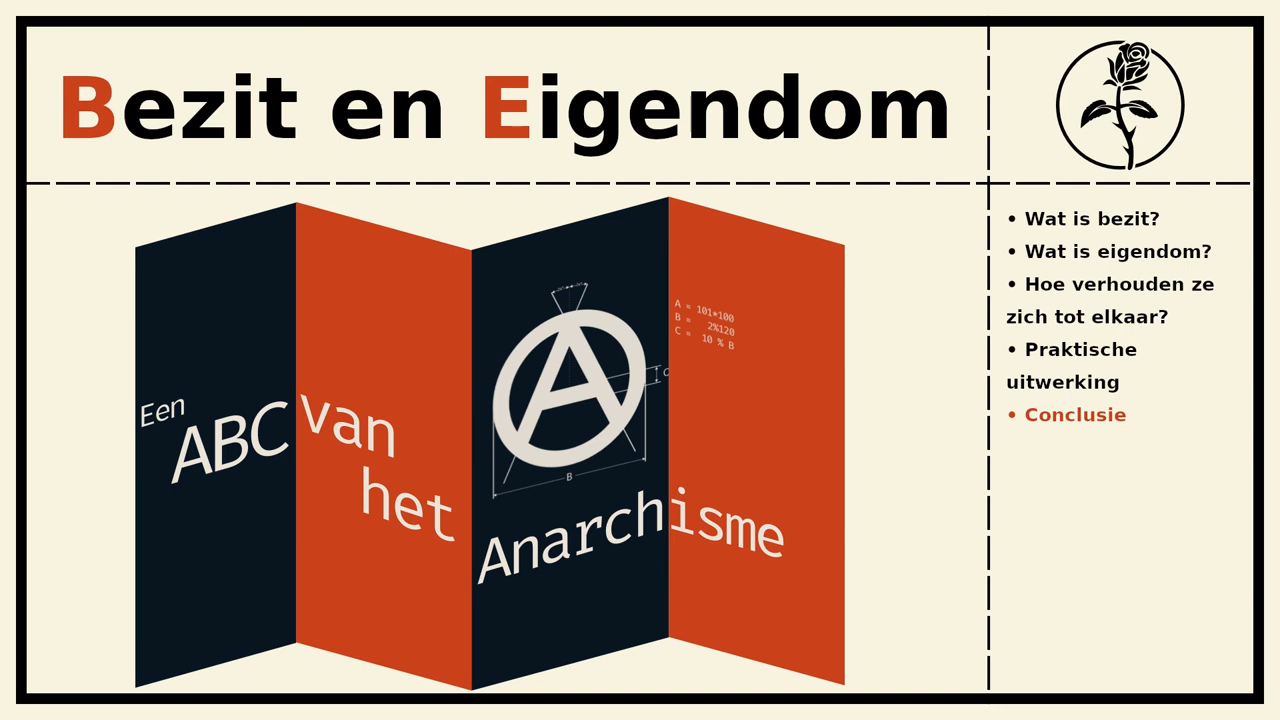 Bezit en Eigendom
• Wat is bezit?
• Wat is eigendom?
• Hoe verhouden ze
zich tot elkaar?
• Praktische
uitwerking
• Conclusie
Een
ABC van
het
Anarchisme
A
B
C
A = 101*100
B = 2%120
C = 10 % B